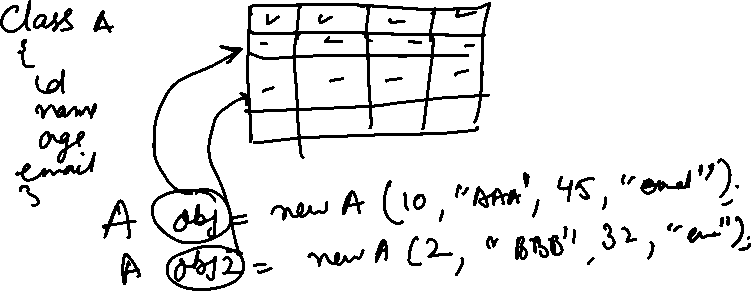 Class A
{
id
name
age
email
}
A obj = new A (10, "AAA", 45, "email");
A obj2 = new A (2, "BBB", 32, "em");